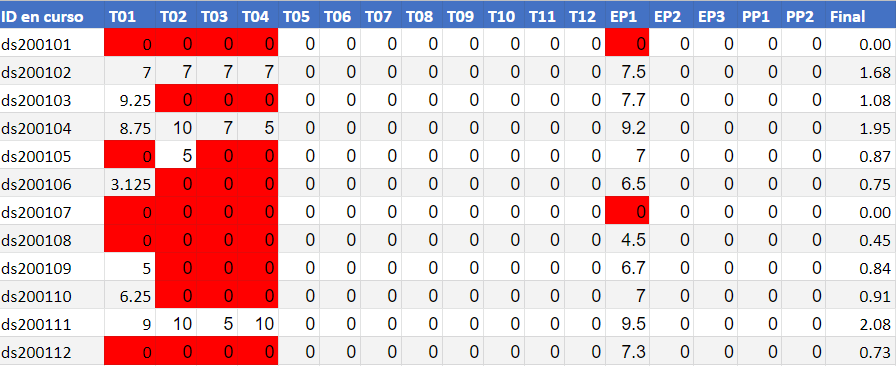 ID en curso T01 T02 T03 T04 T05 T06 T07 T08 T09 T10 T11 T12 EP1 EP2 EP3 PP1 PP2 Final
ds200101 0 0 0 0 0 0 0 0 0 0 0 0 0 0 0 0 0 0.00
ds200102 7 7 7 7 0 0 0 0 0 0 0 0 7.5 0 0 0 0 1.68
ds200103 9.25 0 0 0 0 0 0 0 0 0 0 0 7.7 0 0 0 0 1.08
ds200104 8.75 10 7 5 0 0 0 0 0 0 0 0 9.2 0 0 0 0 1.95
ds200105 0 5 0 0 0 0 0 0 0 0 0 0 7 0 0 0 0 0.87
ds200106 3.125 0 0 0 0 0 0 0 0 0 0 0 6.5 0 0 0 0 0.75
ds200107 0 0 0 0 0 0 0 0 0 0 0 0 0 0 0 0 0 0.00
ds200108 0 0 0 0 0 0 0 0 0 0 0 0 4.5 0 0 0 0 0.45
ds200109 5 0 0 0 0 0 0 0 0 0 0 0 6.7 0 0 0 0 0.84
ds200110 6.25 0 0 0 0 0 0 0 0 0 0 0 7 0 0 0 0 0.91
ds200111 9 10 5 10 0 0 0 0 0 0 0 0 9.5 0 0 0 0 2.08
ds200112 0 0 0 0 0 0 0 0 0 0 0 0 7.3 0 0 0 0 0.73